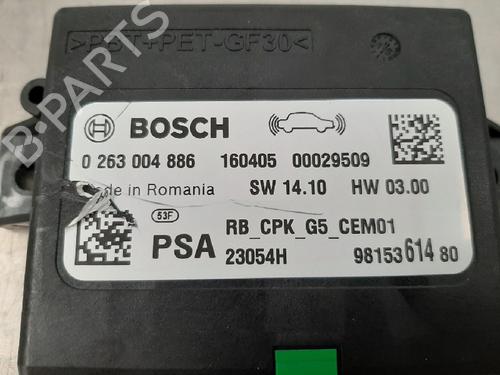 >PBT+PET-GF30<
B-PARTS
BOSCH
0 263 004 886 160405 00029509
de in Romania SW 14.10 HW 03.00
53F
PSA RB_CPK_G5_CEM01
23054H 98153614 80